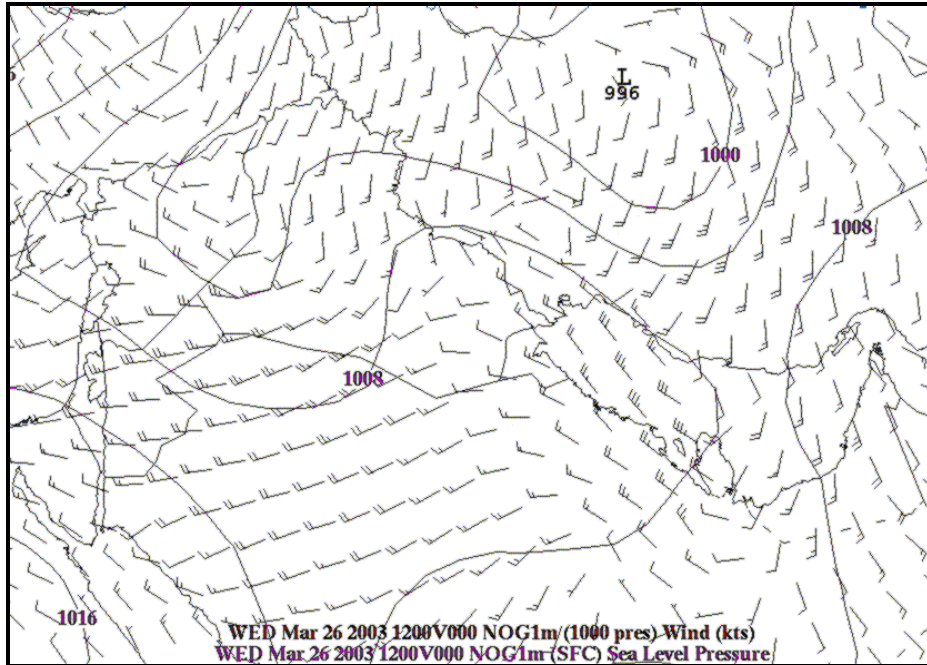 L
996
1000
1008
1008
1016
WED Mar 26 2003 1200V000 NOG1m (1000 pres) Wind (kts)
WED Mar 26 2003 1200V000 NOG1m (SFC) Sea Level Pressure